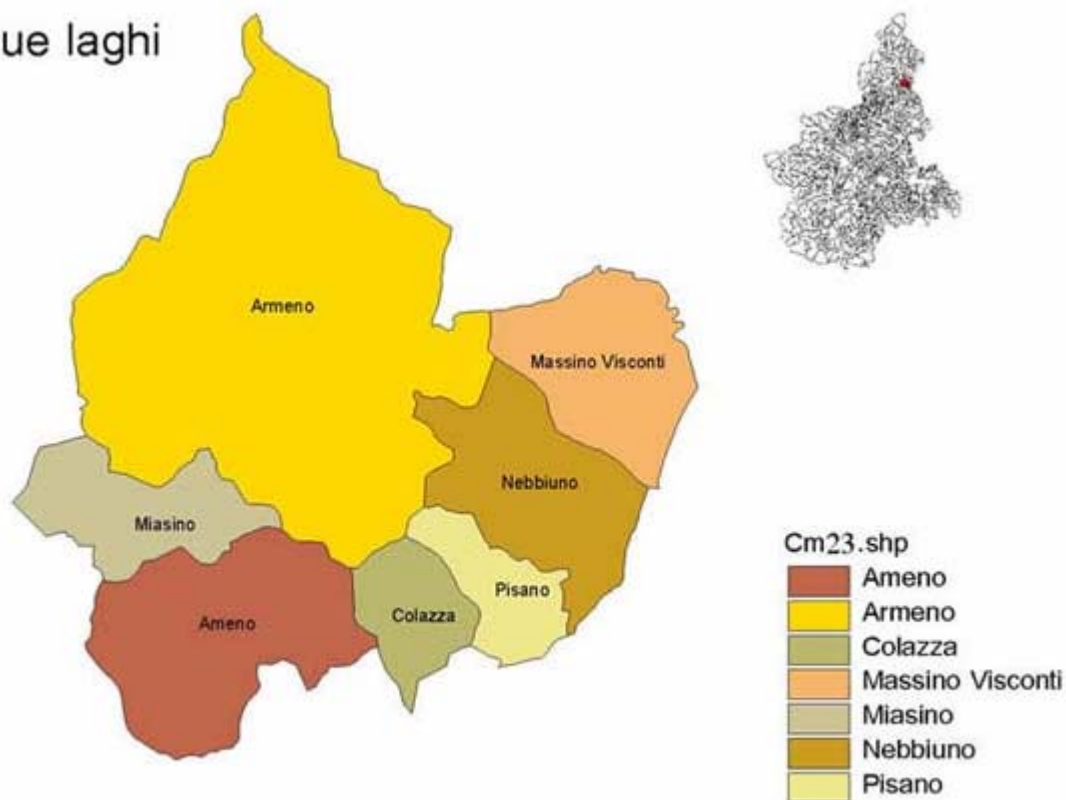 ue laghi
Armeno
Massino Visconti
Nebbiuno
Miasino
Pisano
Colazza
Ameno
Cm23.shp
Ameno
Armeno
Colazza
Massino Visconti
Miasino
Nebbiuno
Pisano